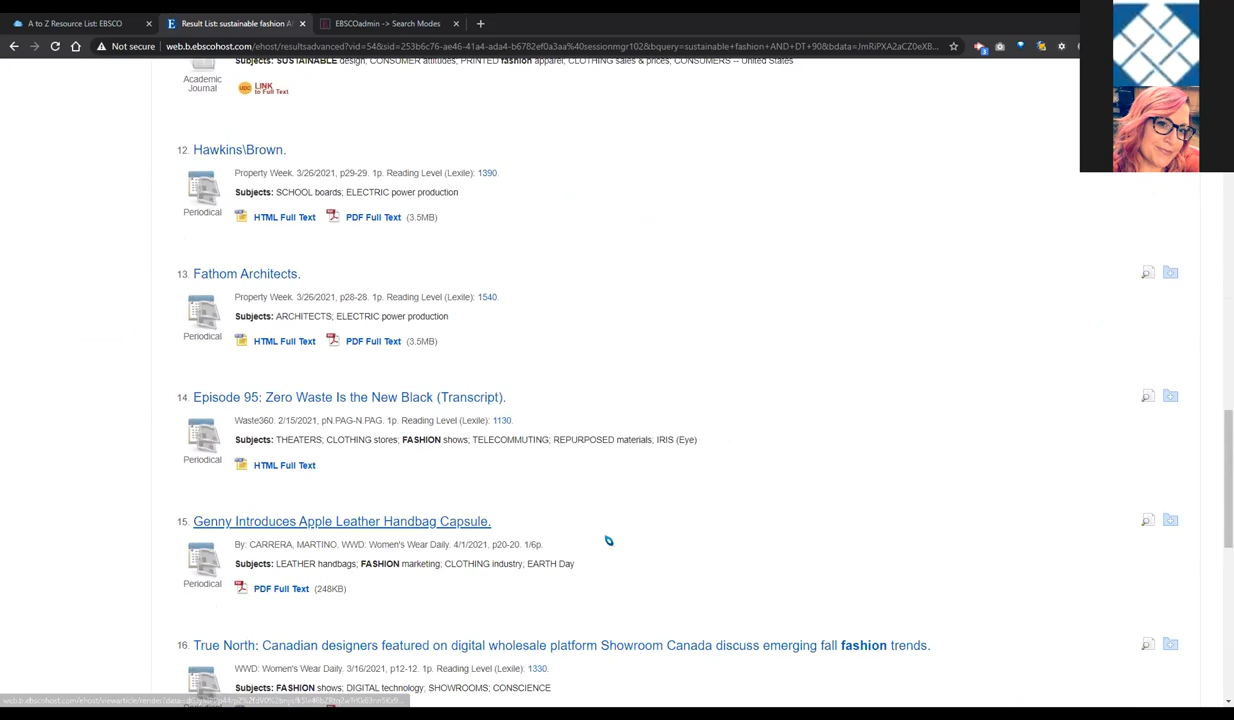 A to Z Resource List: EBSCO
Result List: sustainable fashion A
EBSCOadmin -> Search Modes
Not secure
web.b.ebscohost.com/ehost/resultsadvanced?vid=54&sid=253b6c76-ae46-41a4-ada4-b6782ef0a3aa%40sessionmgr102&bquery=sustainable+fashion+AND+DT+90&bdata=JmRiPXA2aCZ0eXB...
Subjects: SUSTAINABLE design; CONSUMER attitudes; PRINTED fashion apparel; CLOTHING sales & prices; CONSUMERS -- United States
Academic
Journal
UBC LINK
to Full Text
12. Hawkins\Brown.
Property Week. 3/26/2021, p29-29. 1p. Reading Level (Lexile): 1390.
Subjects: SCHOOL boards; ELECTRIC power production
Periodical
HTML Full Text PDF Full Text (3.5MB)
13. Fathom Architects.
Property Week. 3/26/2021, p28-28. 1p. Reading Level (Lexile): 1540.
Subjects: ARCHITECTS; ELECTRIC power production
Periodical
HTML Full Text PDF Full Text (3.5MB)
14. Episode 95: Zero Waste Is the New Black (Transcript).
Waste360. 2/15/2021, pN.PAG-N.PAG. 1p. Reading Level (Lexile): 1130.
Subjects: THEATERS; CLOTHING stores; FASHION shows; TELECOMMUTING; REPURPOSED materials; IRIS (Eye)
Periodical
HTML Full Text
15. Genny Introduces Apple Leather Handbag Capsule.
By: CARRERA, MARTINO. WWD: Women's Wear Daily. 4/1/2021, p20-20. 1/6p.
Subjects: LEATHER handbags; FASHION marketing; CLOTHING industry; EARTH Day
Periodical
PDF Full Text (248KB)
16. True North: Canadian designers featured on digital wholesale platform Showroom Canada discuss emerging fall fashion trends.
WWD: Women's Wear Daily. 3/16/2021, p12-12. 1p. Reading Level (Lexile): 1330.
Subjects: FASHION shows; DIGITAL technology; SHOWROOMS; CONSCIENCE